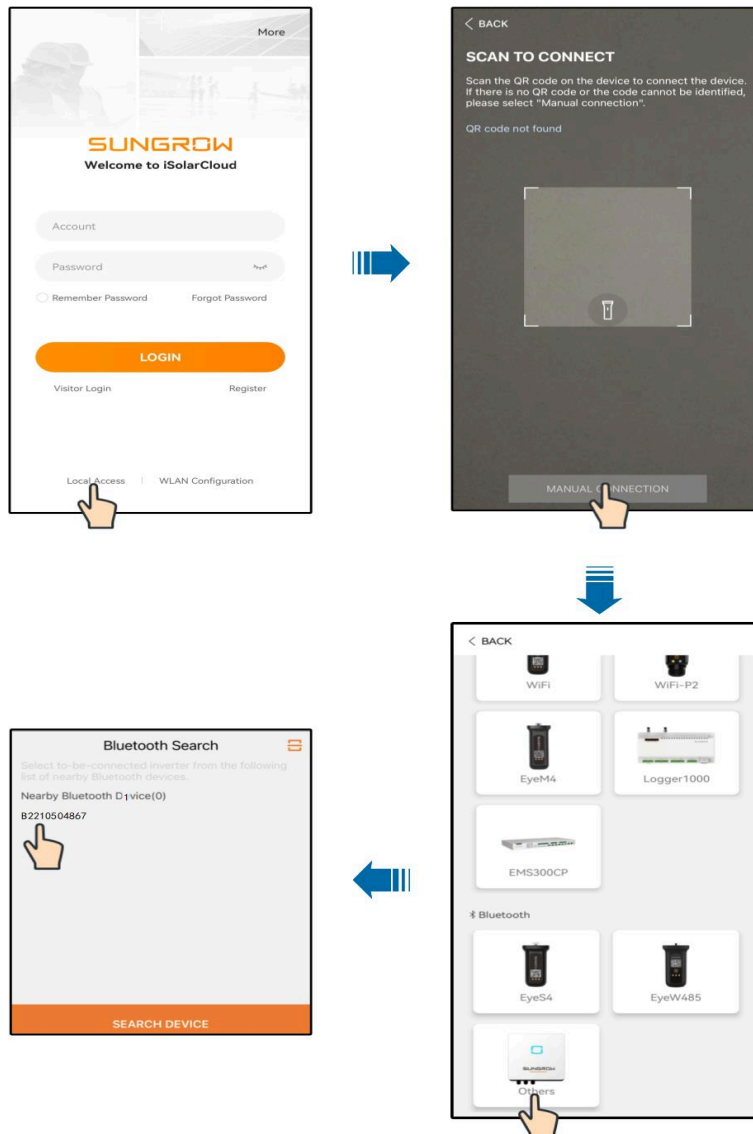 More
SUNGROW
Welcome to iSolarCloud
Account
Password
Remember Password Forgot Password
LOGIN
Visitor Login Register
Local Access WLAN Configuration
< BACK
SCAN TO CONNECT
Scan the QR code on the device to connect the device.
If there is no QR code or the code cannot be identified,
please select "Manual connection".
QR code not found
MANUAL CONNECTION
< BACK
WiFi WiFi-P2
EyeM4 Logger1000
EMS300CP
Bluetooth
EyeS4 EyeW485
SUNGROW
Others
Bluetooth Search
Select to-be-connected inverter from the following
list of nearby Bluetooth devices.
Nearby Bluetooth D1vice(0)
B2210504867
SEARCH DEVICE